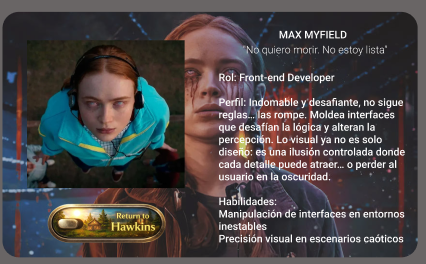 MAX MYFIELD
"No quiero morir. No estoy lista"
Rol: Front-end Developer
Perfil: Indomable y desafiante, no sigue
reglas... las rompe. Moldea interfaces
que desafían la lógica y alteran la
percepción. Lo visual ya no es solo
diseño: es una ilusión controlada donde
cada detalle puede atraer... o perder al
usuario en la oscuridad.
Habilidades:
Manipulación de interfaces en entornos
inestables
Precisión visual en escenarios caóticos
Return to
Hawkins